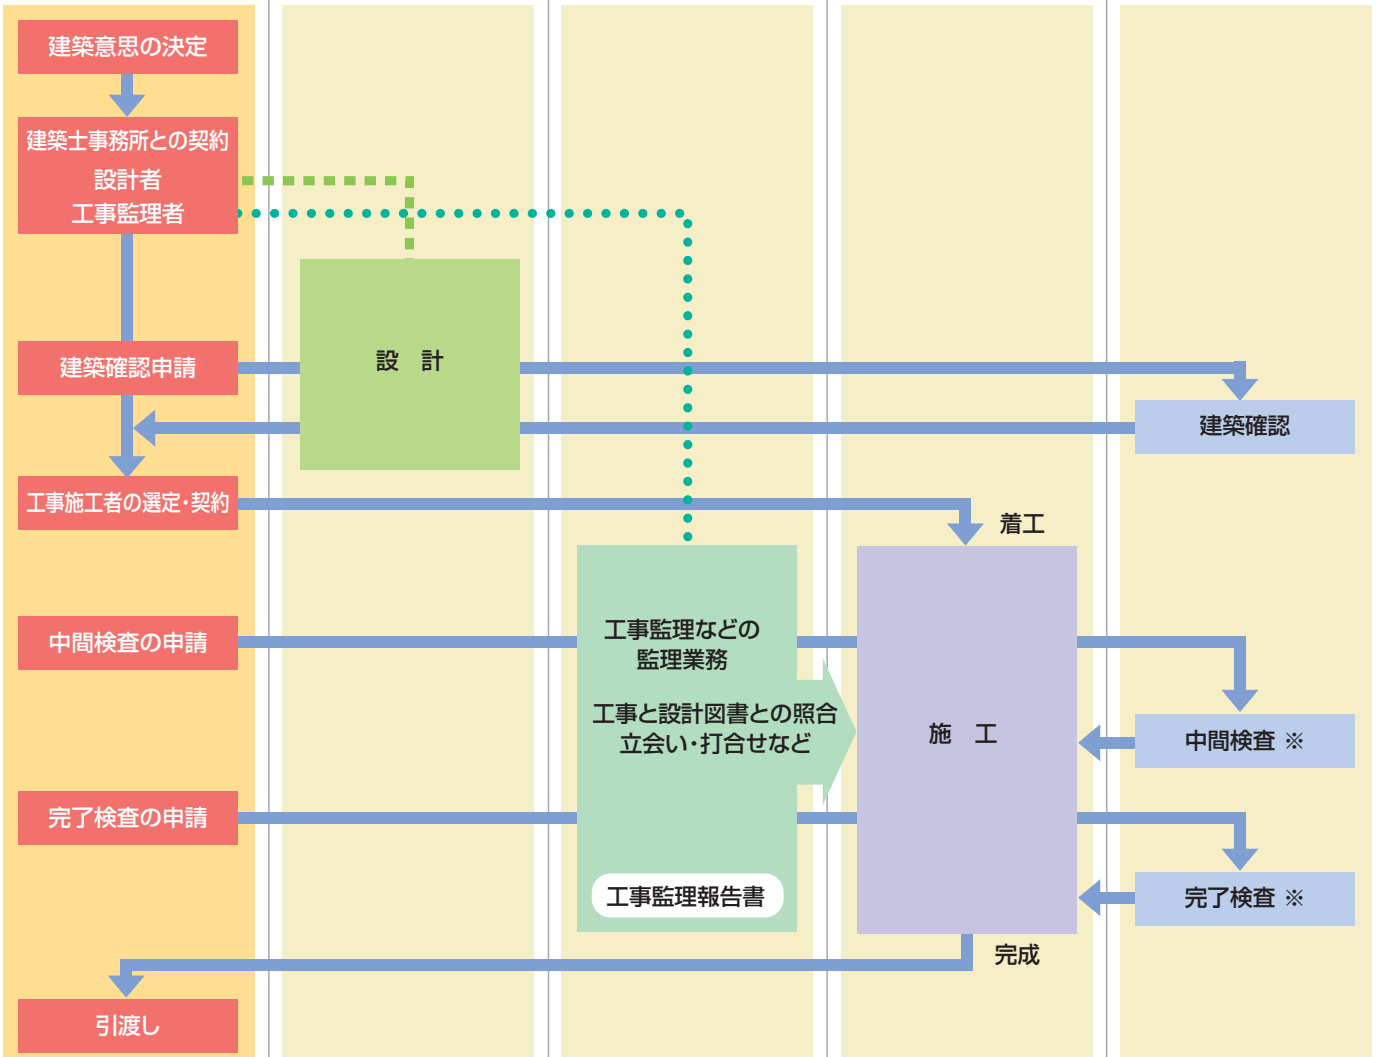 建築意思の決定
建築士事務所との契約
設計者
工事監理者
設 計
建築確認申請
建築確認
工事施工者の選定・契約
着工
中間検査の申請
工事監理などの
監理業務
工事と設計図書との照合
立会い・打合せなど
施 工
中間検査 ※
完了検査の申請
工事監理報告書
完了検査 ※
完成
引渡し